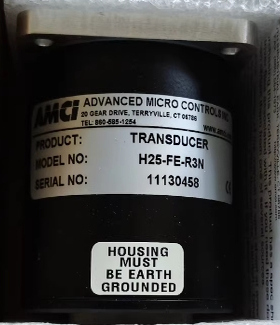 AMCI ADVANCED MICRO CONTROLS INC
20 GEAR DRIVE, TERRYVILLE, CT 06786
TEL: 860-585-1254
www.
PRODUCT: TRANSDUCER
MODEL NO: H25-FE-R3N
SERIAL NO: 11130458
HOUSING
MUST
BE EARTH
GROUNDED